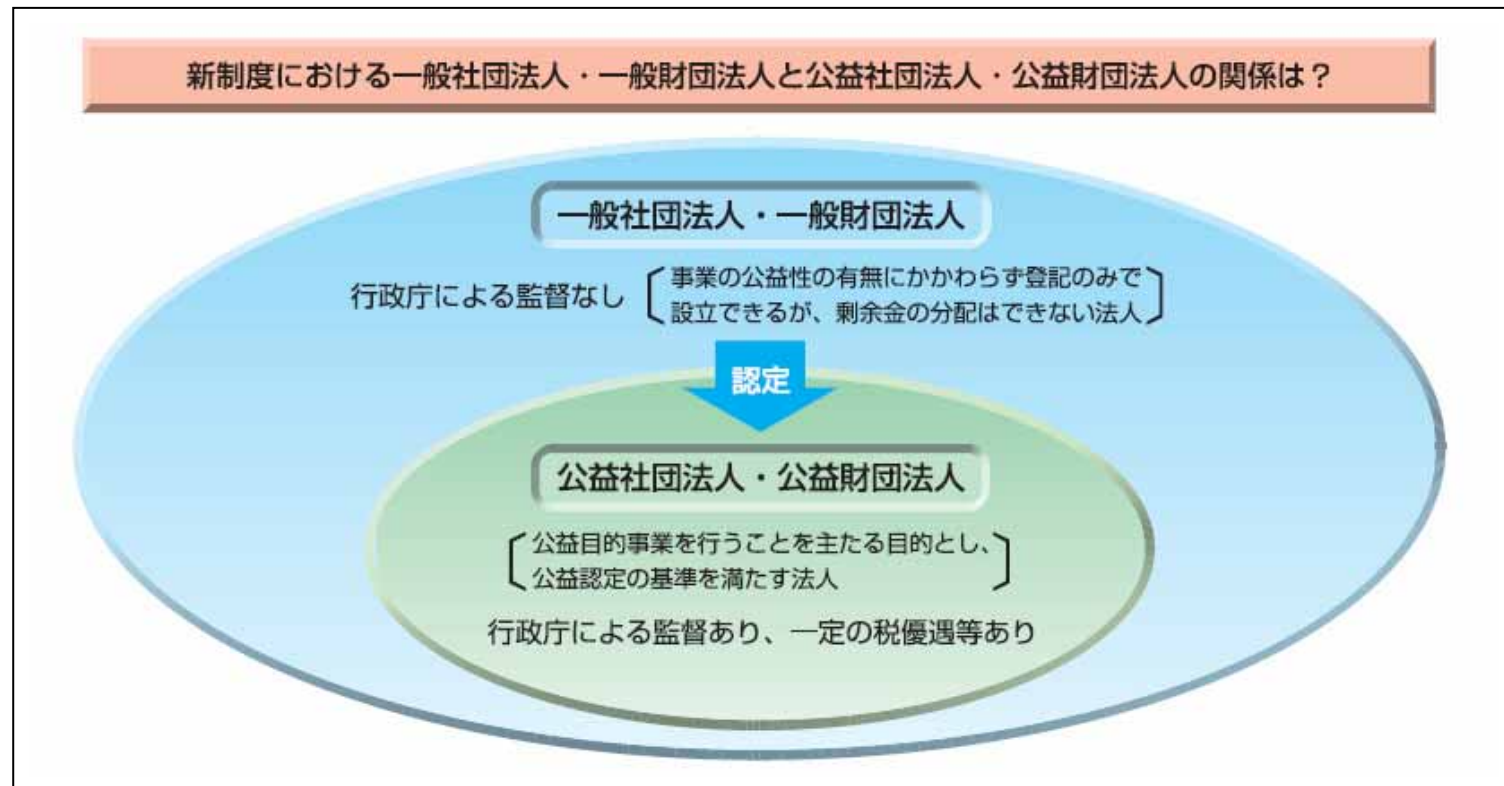 新制度における一般社団法人・一般財団法人と公益社団法人・公益財団法人の関係は？
一般社団法人・一般財団法人
行政庁による監督なし
事業の公益性の有無にかかわらず登記のみで
設立できるが、剰余金の分配はできない法人
認定
公益社団法人・公益財団法人
公益目的事業を行うことを主たる目的とし、
公益認定の基準を満たす法人
行政庁による監督あり、一定の税優遇等あり